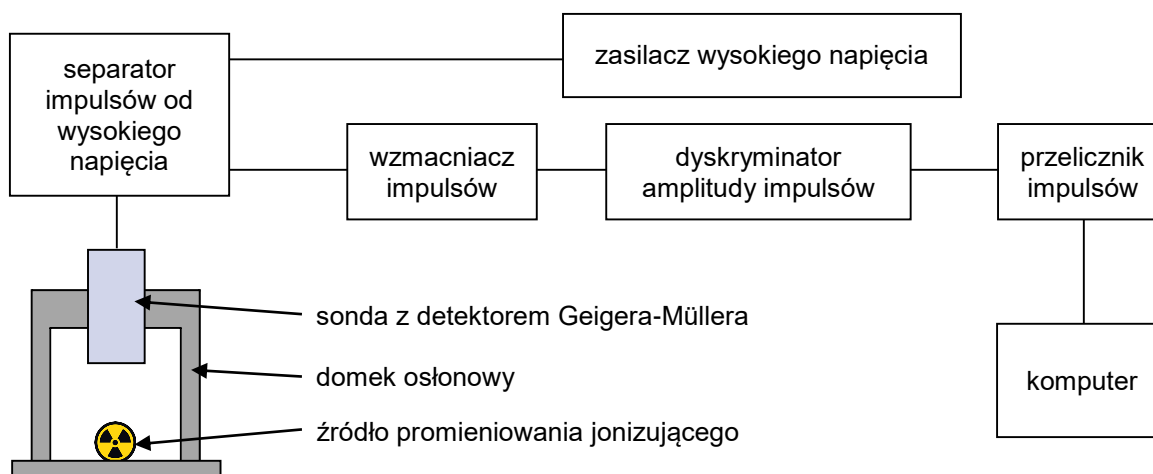 separator
impulsów od
wysokiego
napięcia
zasilacz wysokiego napięcia
wzmacniacz
impulsów
dyskryminator
amplitudy impulsów
przelicznik
impulsów
sonda z detektorem Geigera-Müllera
domek osłonowy
źródło promieniowania jonizującego
komputer